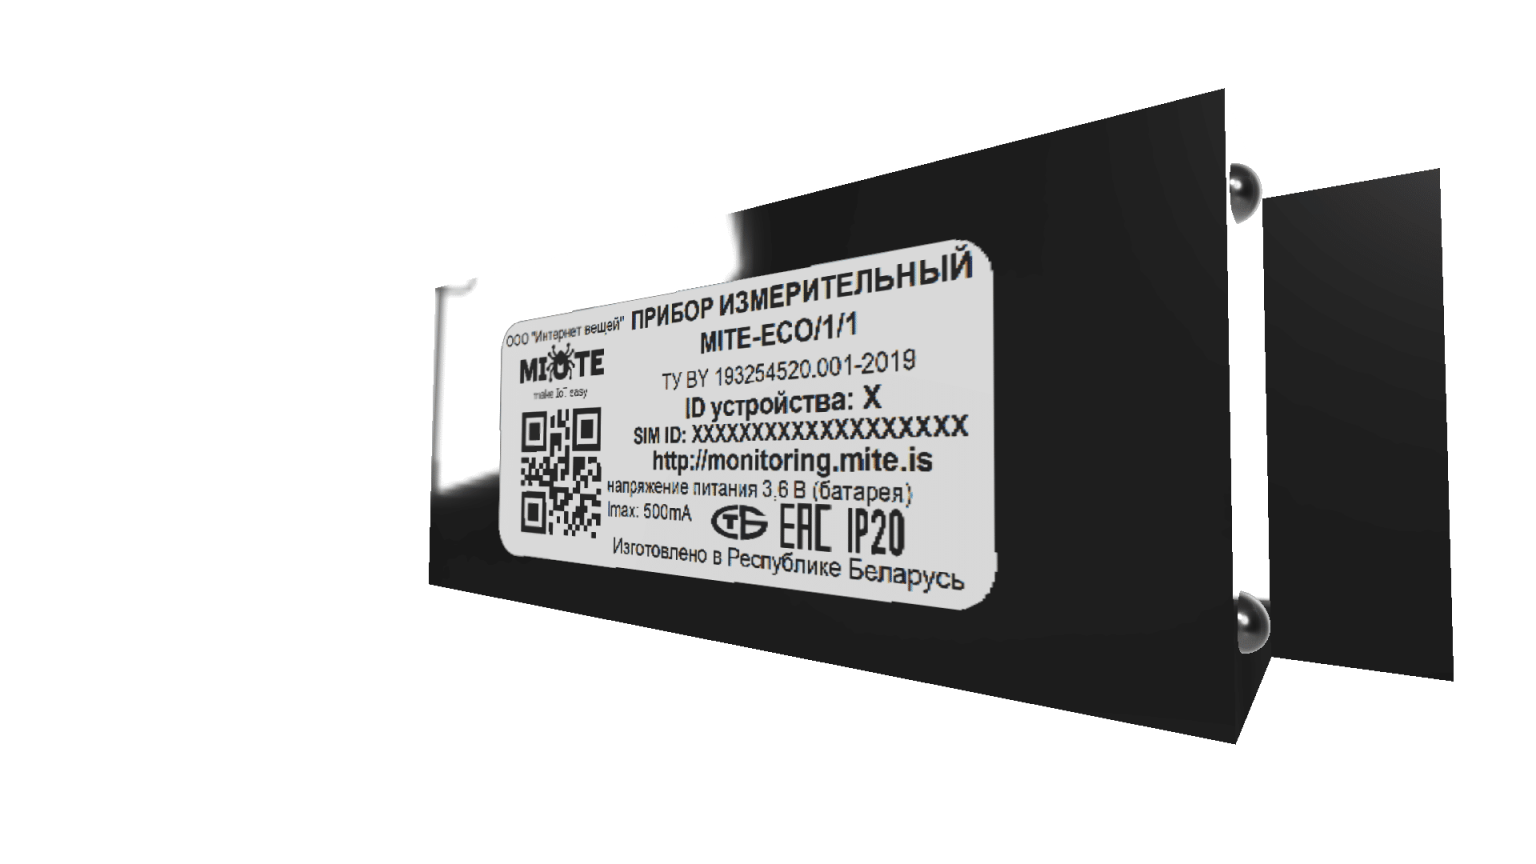 ООО "Интернет вещей"
ПРИБОР ИЗМЕРИТЕЛЬНЫЙ
MITE-ECO/1/1
MITE
make IoT easy
ТУ BY 193254520.001-2019
ID устройства: X
SIM ID: XXXXXXXXXXXXXXXXXXX
http://monitoring.mite.is
напряжение питания 3,6 В (батарея)
Imax: 500mA
СТБ EAC IP20
Изготовлено в Республике Беларусь